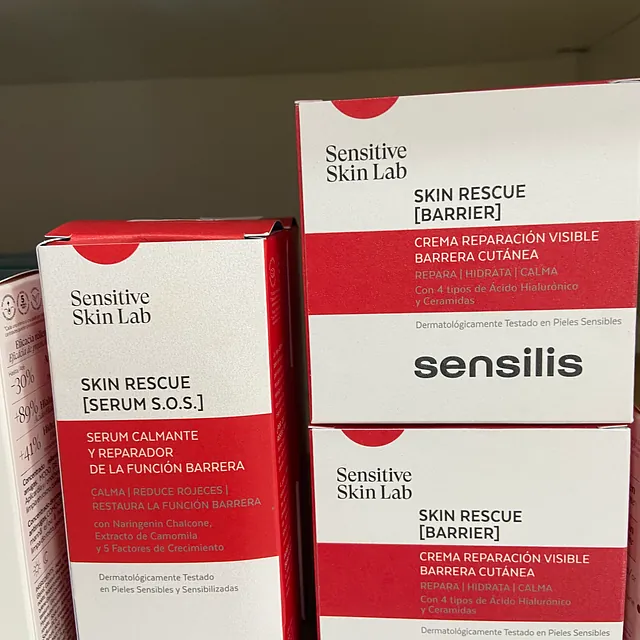 Sensitive
Skin Lab
SKIN RESCUE
[BARRIER]
CREMA REPARACIÓN VISIBLE
BARRERA CUTÁNEA
REPARA | HIDRATA | CALMA
Con 4 tipos de Ácido Hialurónico
y Ceramidas
Dermatológicamente Testado en Pieles Sensibles
sensilis
Sensitive
Skin Lab
SKIN RESCUE
[SERUM S.O.S.]
SERUM CALMANTE
Y REPARADOR
DE LA FUNCIÓN BARRERA
CALMA | REDUCE ROJECES |
RESTAURA LA FUNCIÓN BARRERA
con Naringenin Chalcone,
Extracto de Camomila
y 5 Factores de Crecimiento
Dermatológicamente Testado
en Pieles Sensibles y Sensibilizadas
Sensitive
Skin Lab
SKIN RESCUE
[BARRIER]
CREMA REPARACIÓN VISIBLE
BARRERA CUTÁNEA
REPARA | HIDRATA | CALMA
Con 4 tipos de Ácido Hialurónico
y Ceramidas
Dermatológicamente Testado en Pieles Sensibles
-30%
+89%
+41%